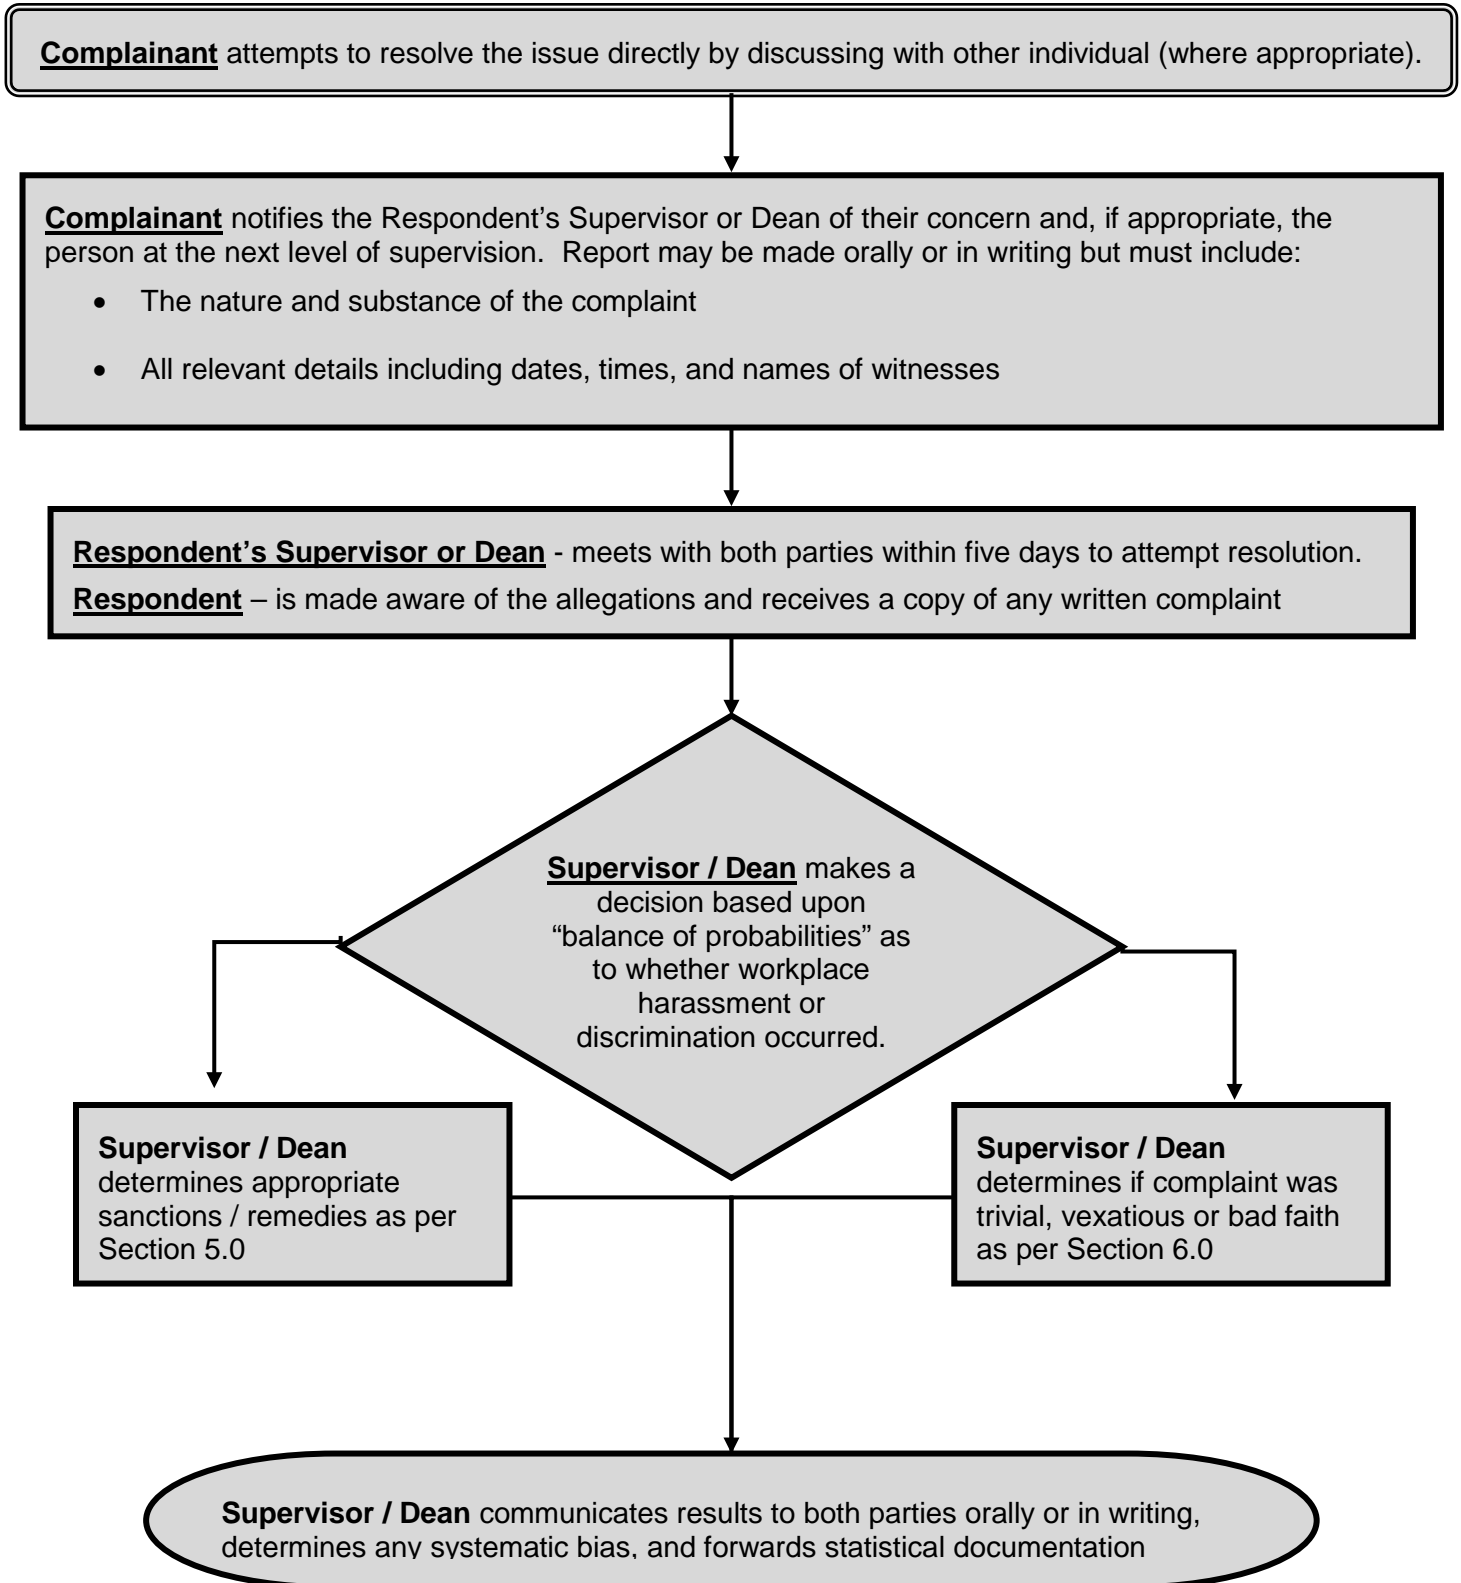 Complainant attempts to resolve the issue directly by discussing with other individual (where appropriate).
Complainant notifies the Respondent’s Supervisor or Dean of their concern and, if appropriate, the
person at the next level of supervision.  Report may be made orally or in writing but must include:
• The nature and substance of the complaint
• All relevant details including dates, times, and names of witnesses
Respondent’s Supervisor or Dean - meets with both parties within five days to attempt resolution.
Respondent – is made aware of the allegations and receives a copy of any written complaint
Supervisor / Dean makes a
decision based upon
“balance of probabilities” as
to whether workplace
harassment or
discrimination occurred.
Supervisor / Dean
determines appropriate
sanctions / remedies as per
Section 5.0
Supervisor / Dean
determines if complaint was
trivial, vexatious or bad faith
as per Section 6.0
Supervisor / Dean communicates results to both parties orally or in writing,
determines any systematic bias, and forwards statistical documentation